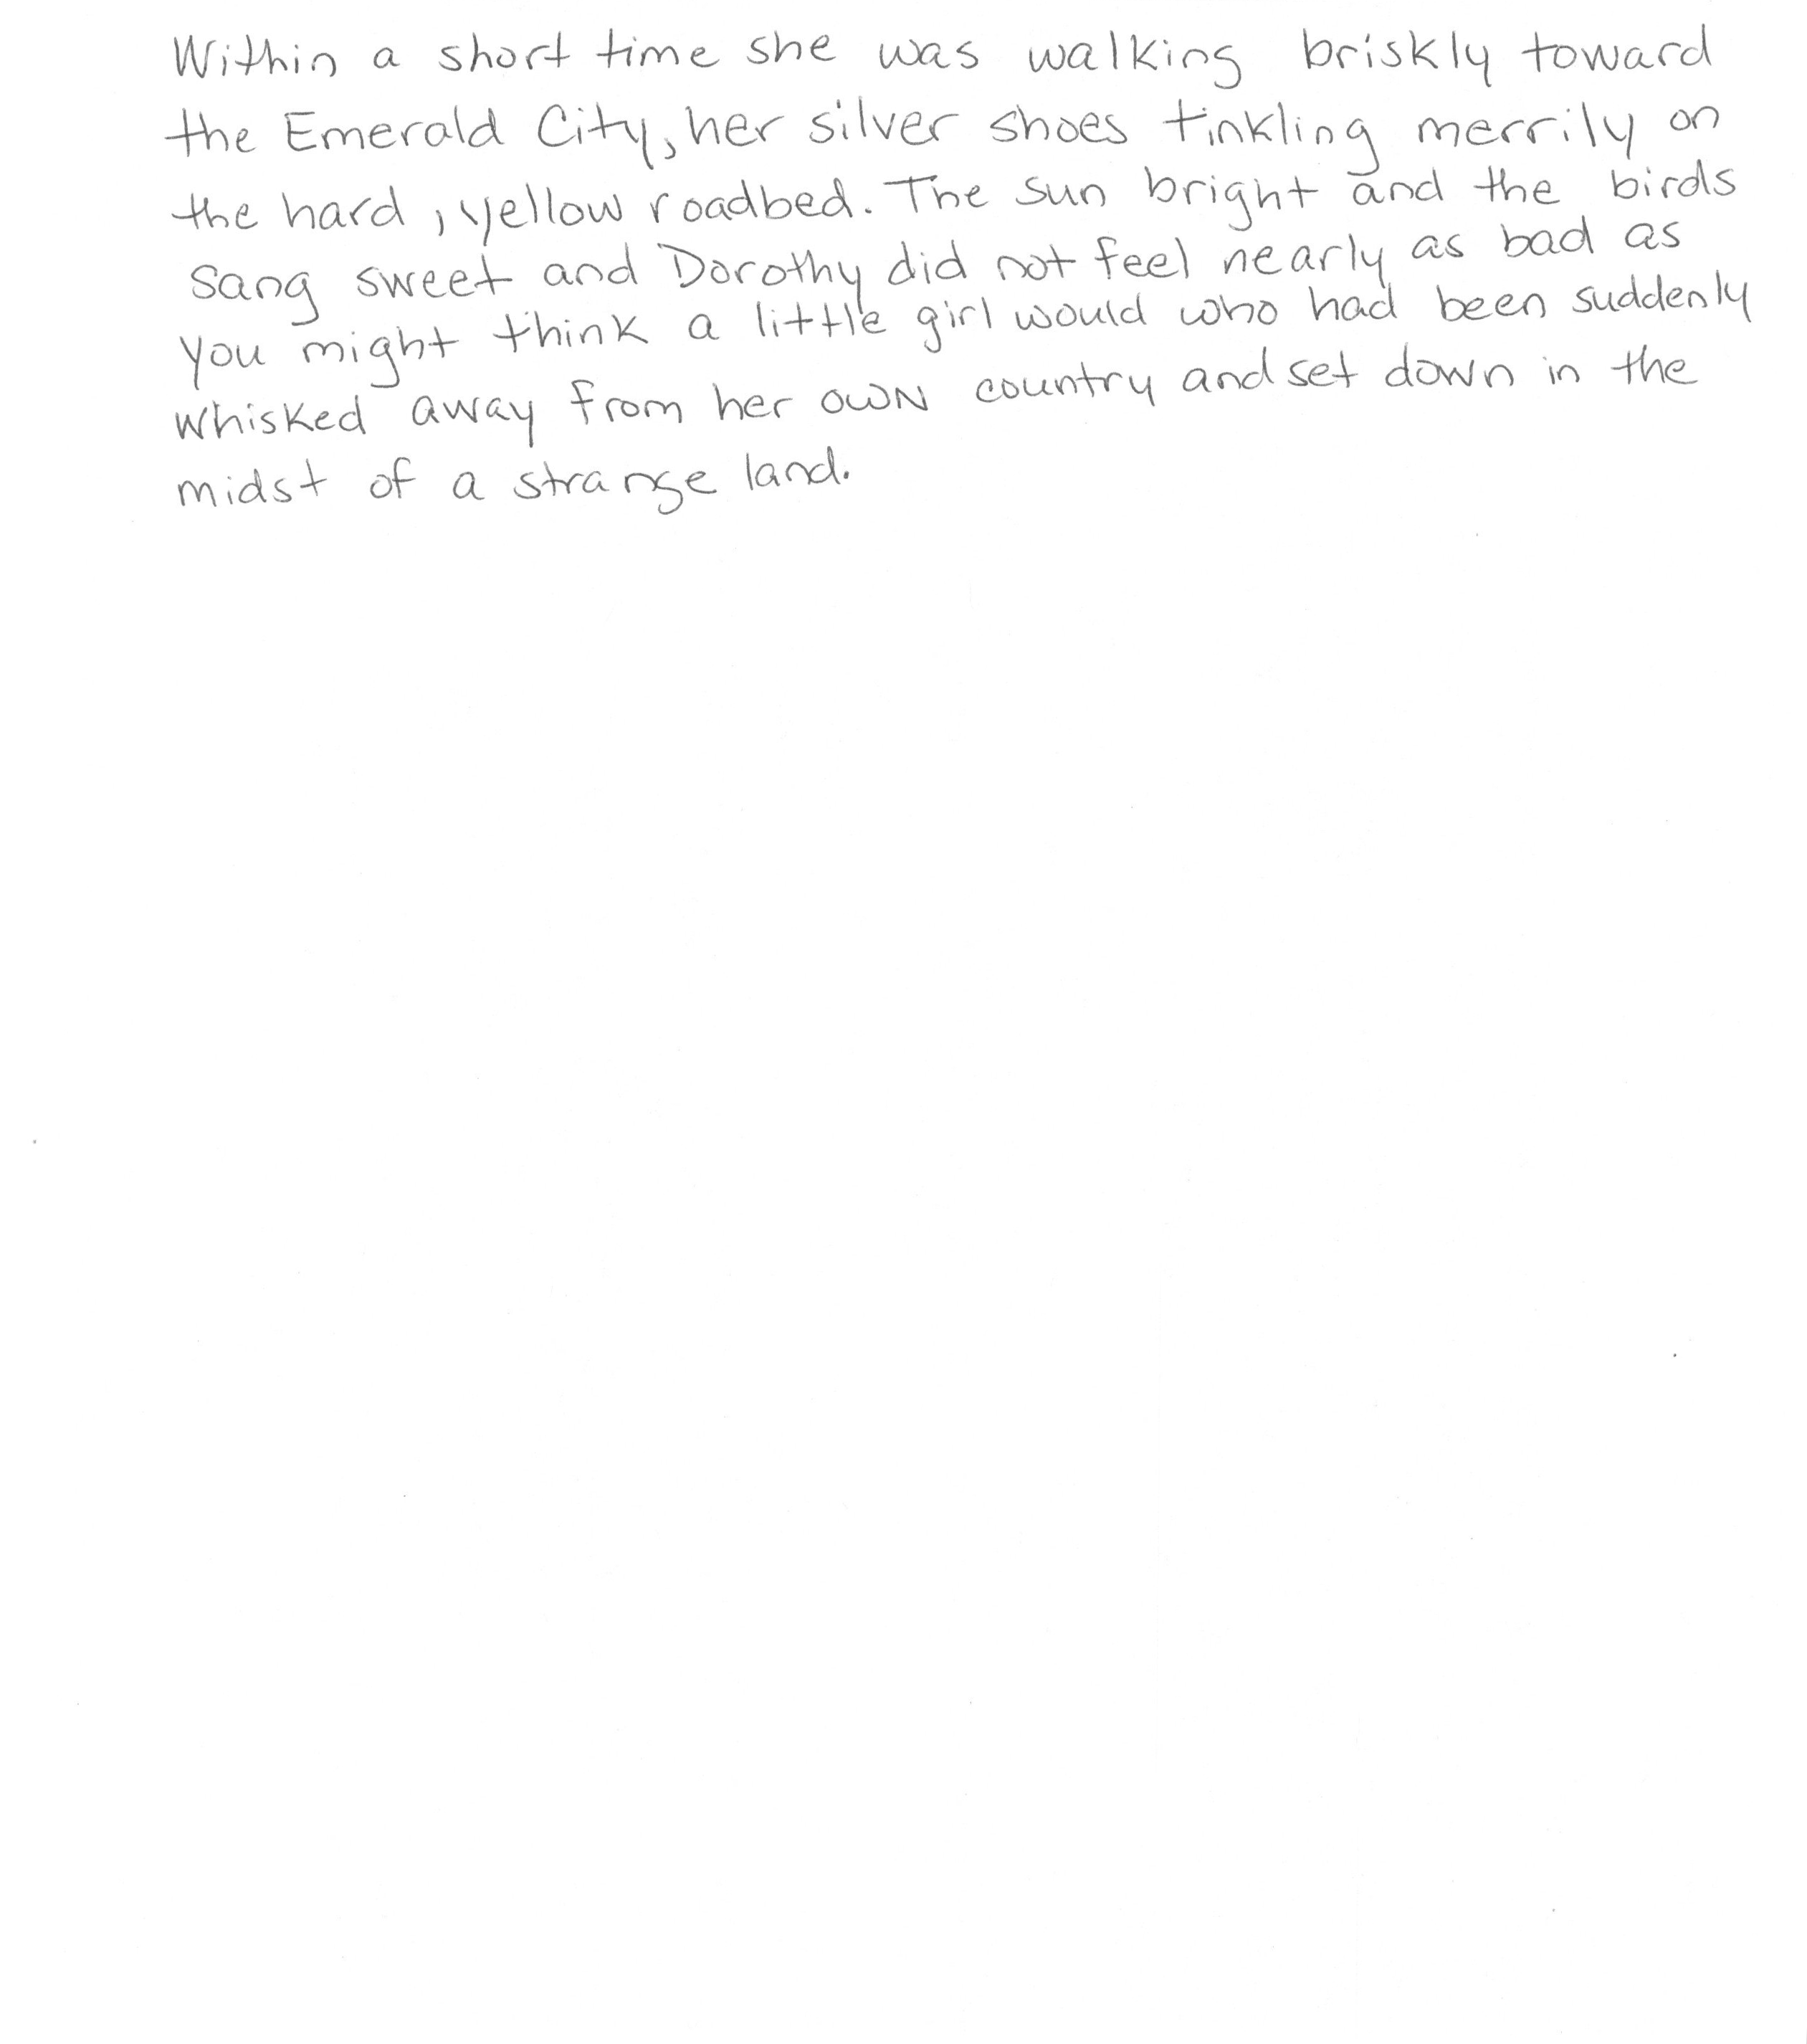 Within a short time she was walking briskly toward
the Emerald City, her silver shoes tinkling merrily on
the hard, yellow roadbed. The sun bright and the birds
sang sweet and Dorothy did not feel nearly as bad as
you might think a little girl would who had been suddenly
whisked away from her own country and set down in the
midst of a strange land.